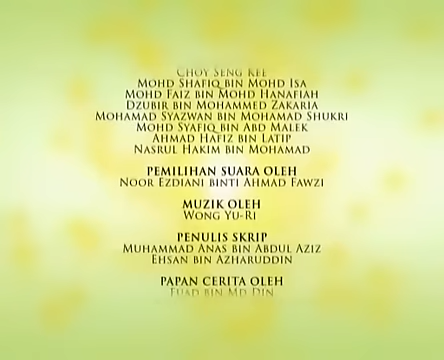 Choy Seng Kee
Mohd Shafiq bin Mohd Isa
Mohd Faiz bin Mohd Hanafiah
Dzubir bin Mohammed Zakaria
Mohamad Syazwan bin Mohamad Shukri
Mohd Syafiq bin Abd Malek
Ahmad Hafiz bin Latip
Nasrul Hakim bin Mohamad
PEMILIHAN SUARA OLEH
Noor Ezdiani binti Ahmad Fawzi
MUZIK OLEH
Wong Yu-Ri
PENULIS SKRIP
Muhammad Anas bin Abdul Aziz
Ehsan bin Azharuddin
PAPAN CERITA OLEH
Fuad bin Md Din